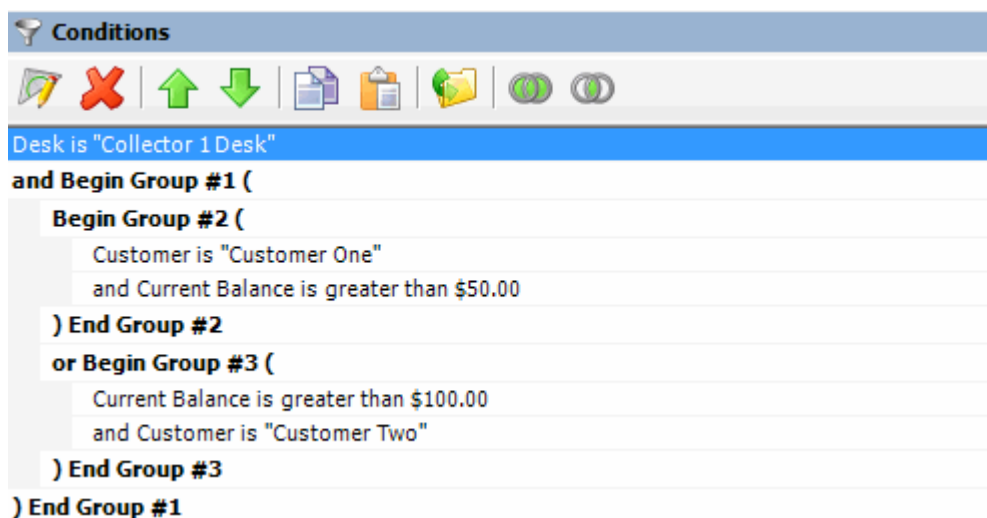 Conditions
Desk is "Collector 1 Desk"
and Begin Group #1 (
Begin Group #2 (
Customer is "Customer One"
and Current Balance is greater than $50.00
) End Group #2
or Begin Group #3 (
Current Balance is greater than $100.00
and Customer is "Customer Two"
) End Group #3
) End Group #1